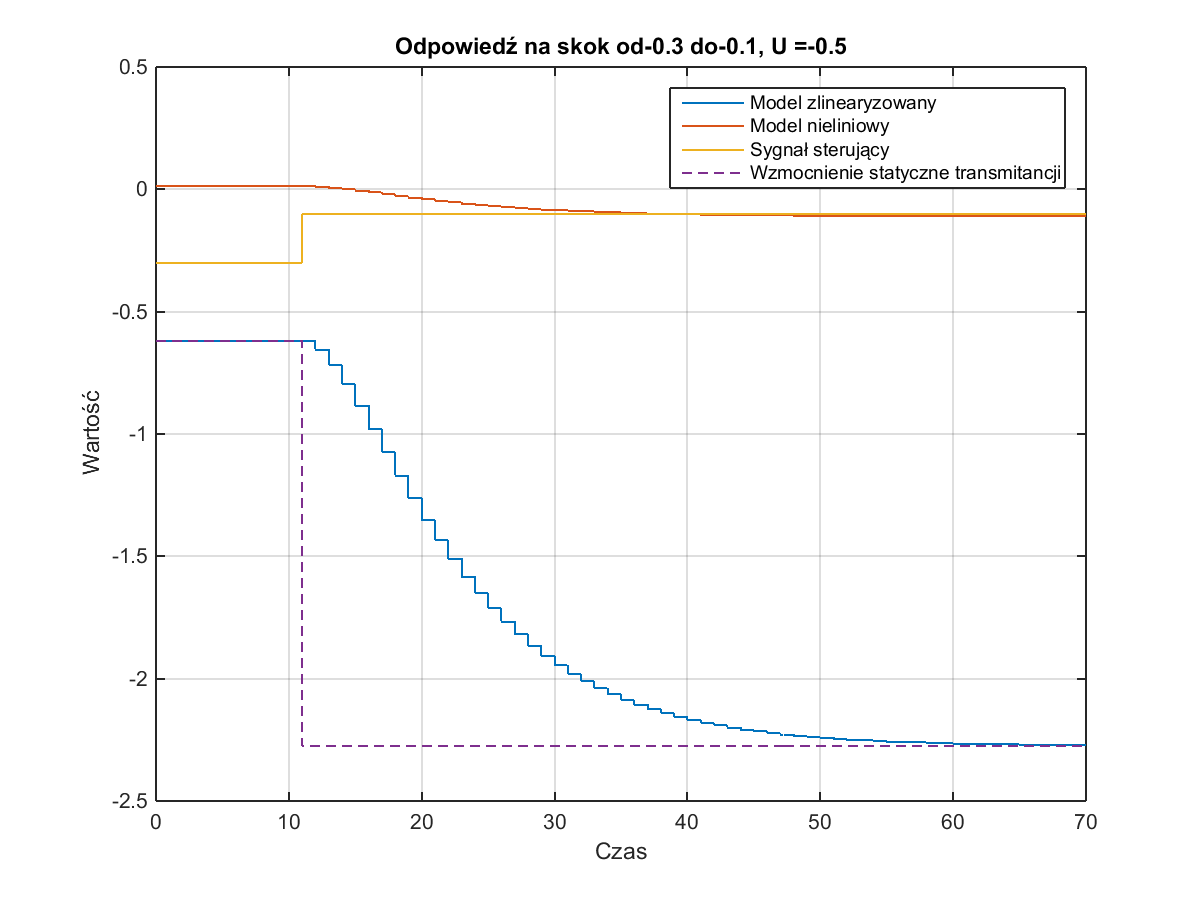 Odpowiedź na skok od-0.3 do-0.1, U =-0.5
0.5
0
-0.5
-1
-1.5
-2
-2.5
Wartość
Model zlinearyzowany
Model nieliniowy
Sygnał sterujący
Wzmocnienie statyczne transmitancji
0 10 20 30 40 50 60 70
Czas